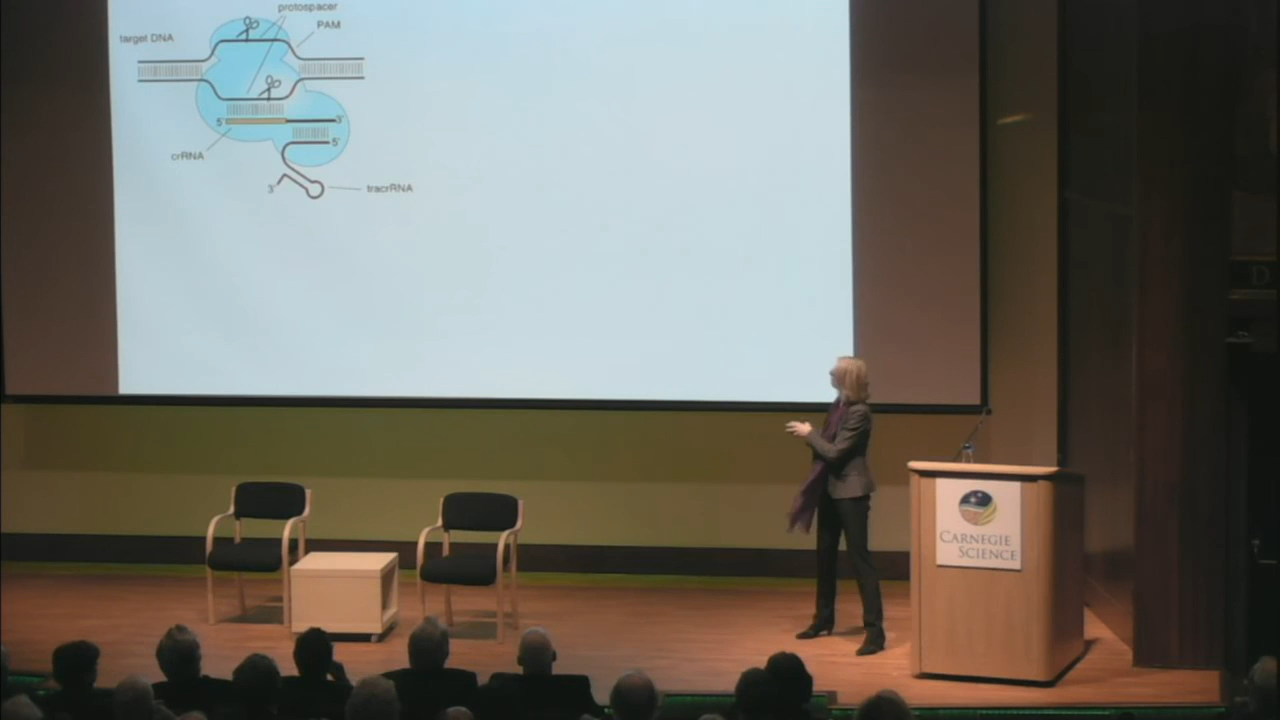 protospacer
PAM
target DNA
5'
3'
5'
crRNA
3'
tracrRNA
D
CARNEGIE
SCIENCE